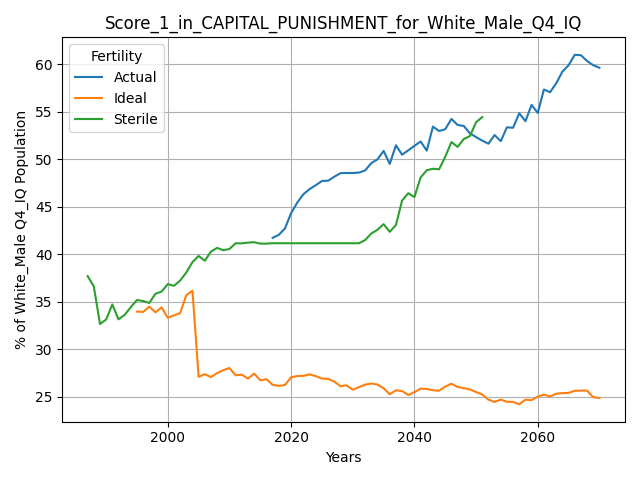 Score_1_in_CAPITAL_PUNISHMENT_for_White_Male_Q4_IQ
% of White_Male Q4_IQ Population
60
55
50
45
40
35
30
25
Fertility
Actual
Ideal
Sterile
2000
2020
2040
2060
Years